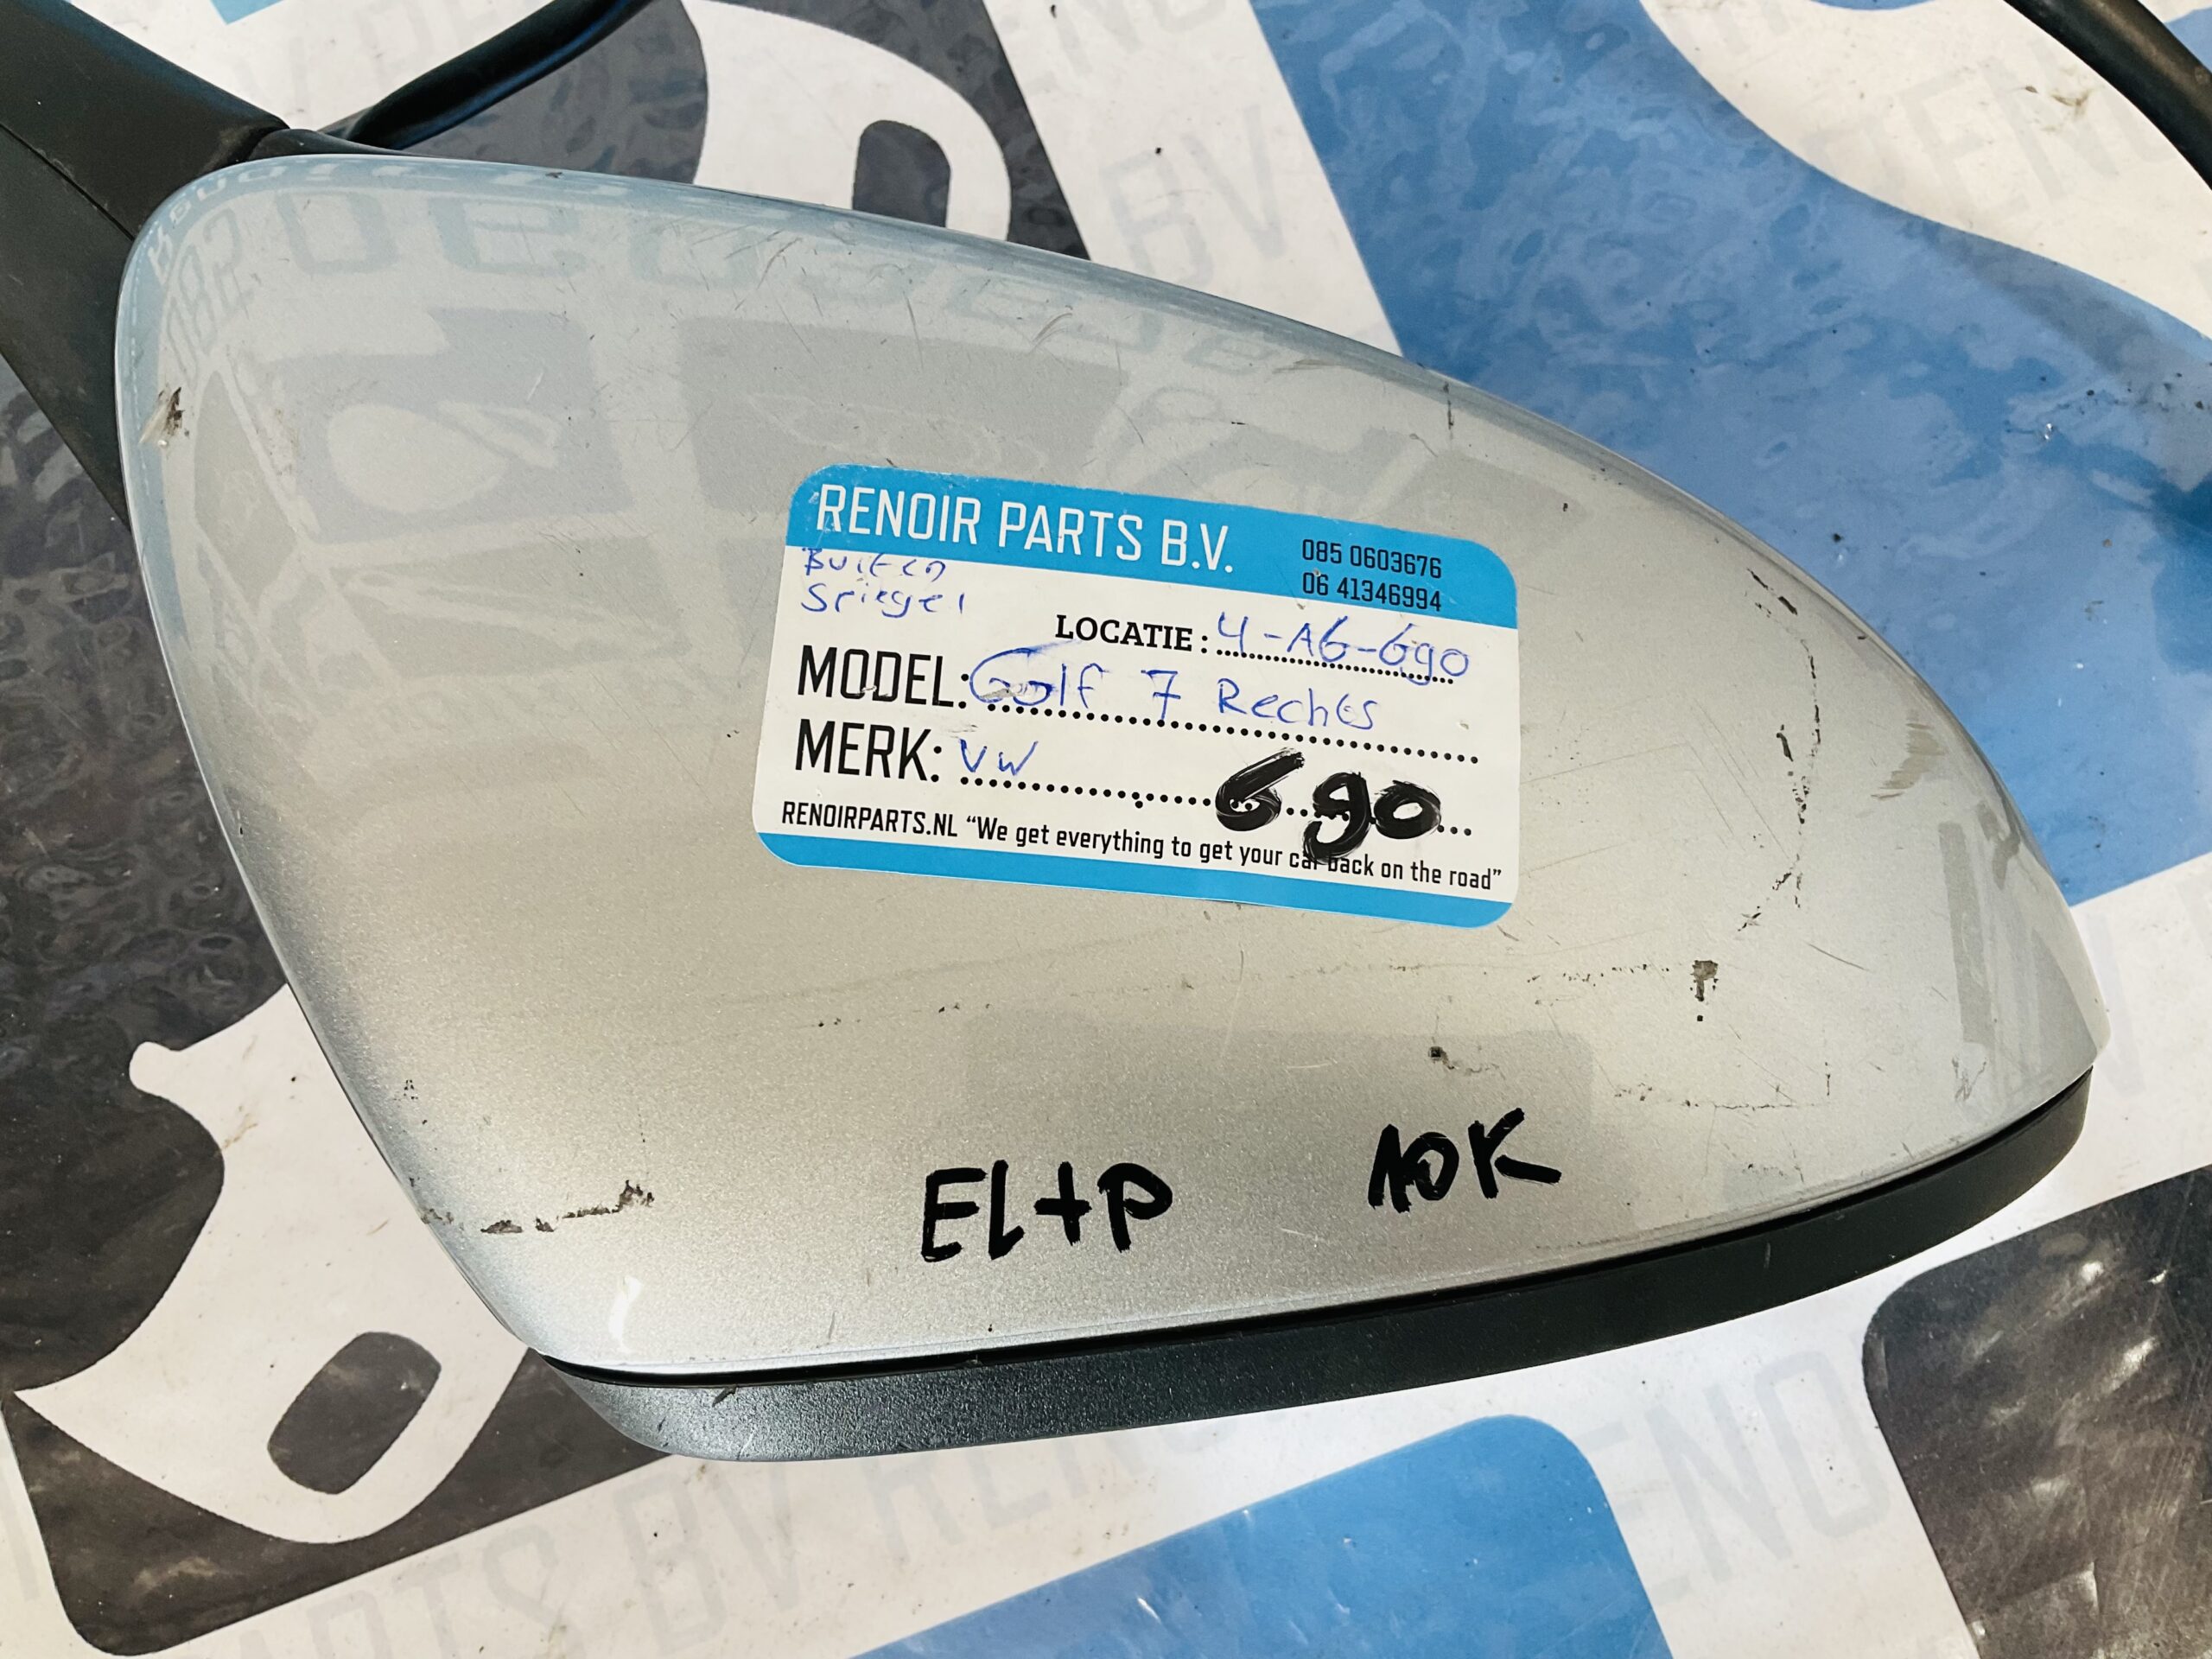 RENOIR PARTS B.V.
085 0603676
06 41346994
Buiten
Spiegel
LOCATIE: 4-A6-690
MODEL: Golf 7 Rechts
MERK: VW
690
RENOIRPARTS.NL “We get everything to get your car back on the road”
EL+P 10K